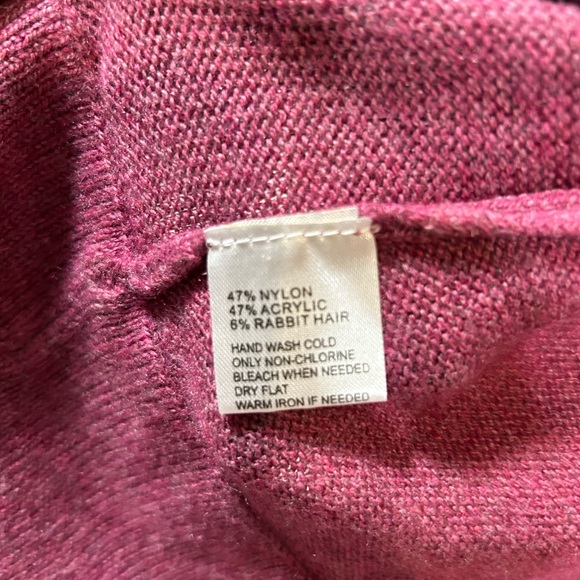 47% NYLON
47% ACRYLIC
6% RABBIT HAIR
HAND WASH COLD
ONLY NON-CHLORINE
BLEACH WHEN NEEDED
DRY FLAT
WARM IRON IF NEEDED